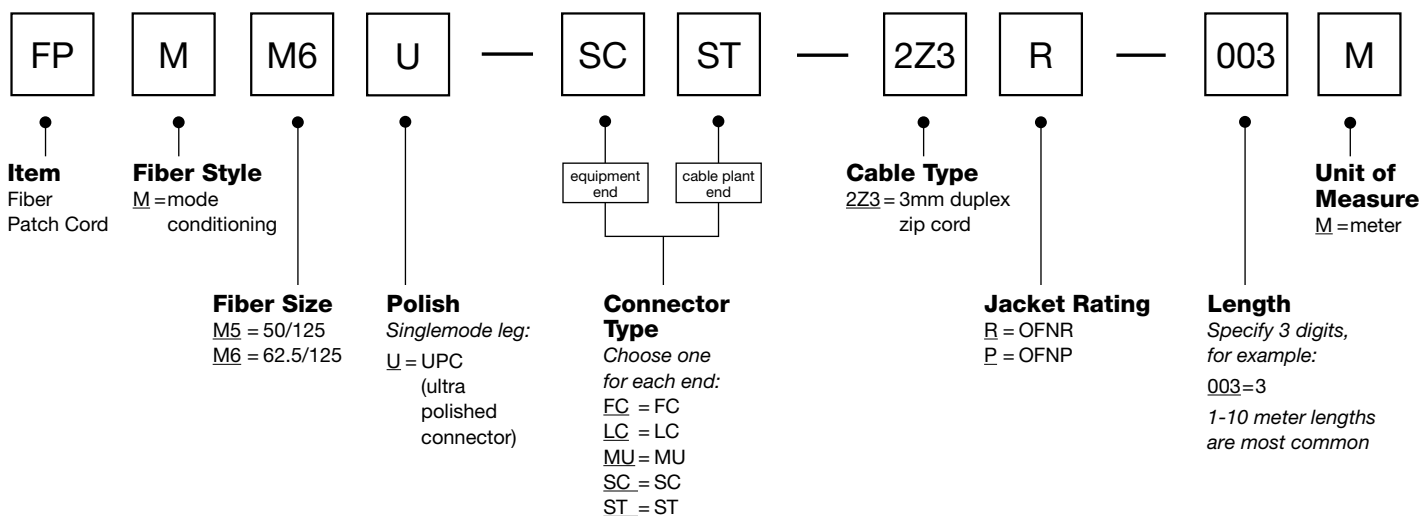 FP M M6 U — SC ST — 2Z3 R — 003 M
Item
Fiber
Patch Cord
Fiber Style
M = mode
conditioning
equipment
end
cable plant
end
Cable Type
2Z3 = 3mm duplex
zip cord
Unit of
Measure
M = meter
Fiber Size
M5 = 50/125
M6 = 62.5/125
Polish
Singlemode leg:
U = UPC
(ultra
polished
connector)
Connector
Type
Choose one
for each end:
FC = FC
LC = LC
MU = MU
SC = SC
ST = ST
Jacket Rating
R = OFNR
P = OFNP
Length
Specify 3 digits,
for example:
003=3
1-10 meter lengths
are most common